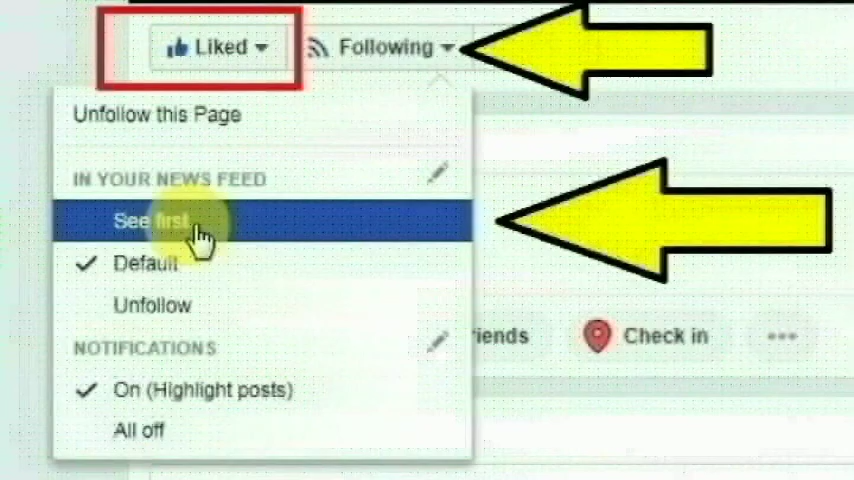 Liked Following
Unfollow this Page
IN YOUR NEWS FEED
See first
Default
Unfollow
riends Check in
NOTIFICATIONS
On (Highlight posts)
All off